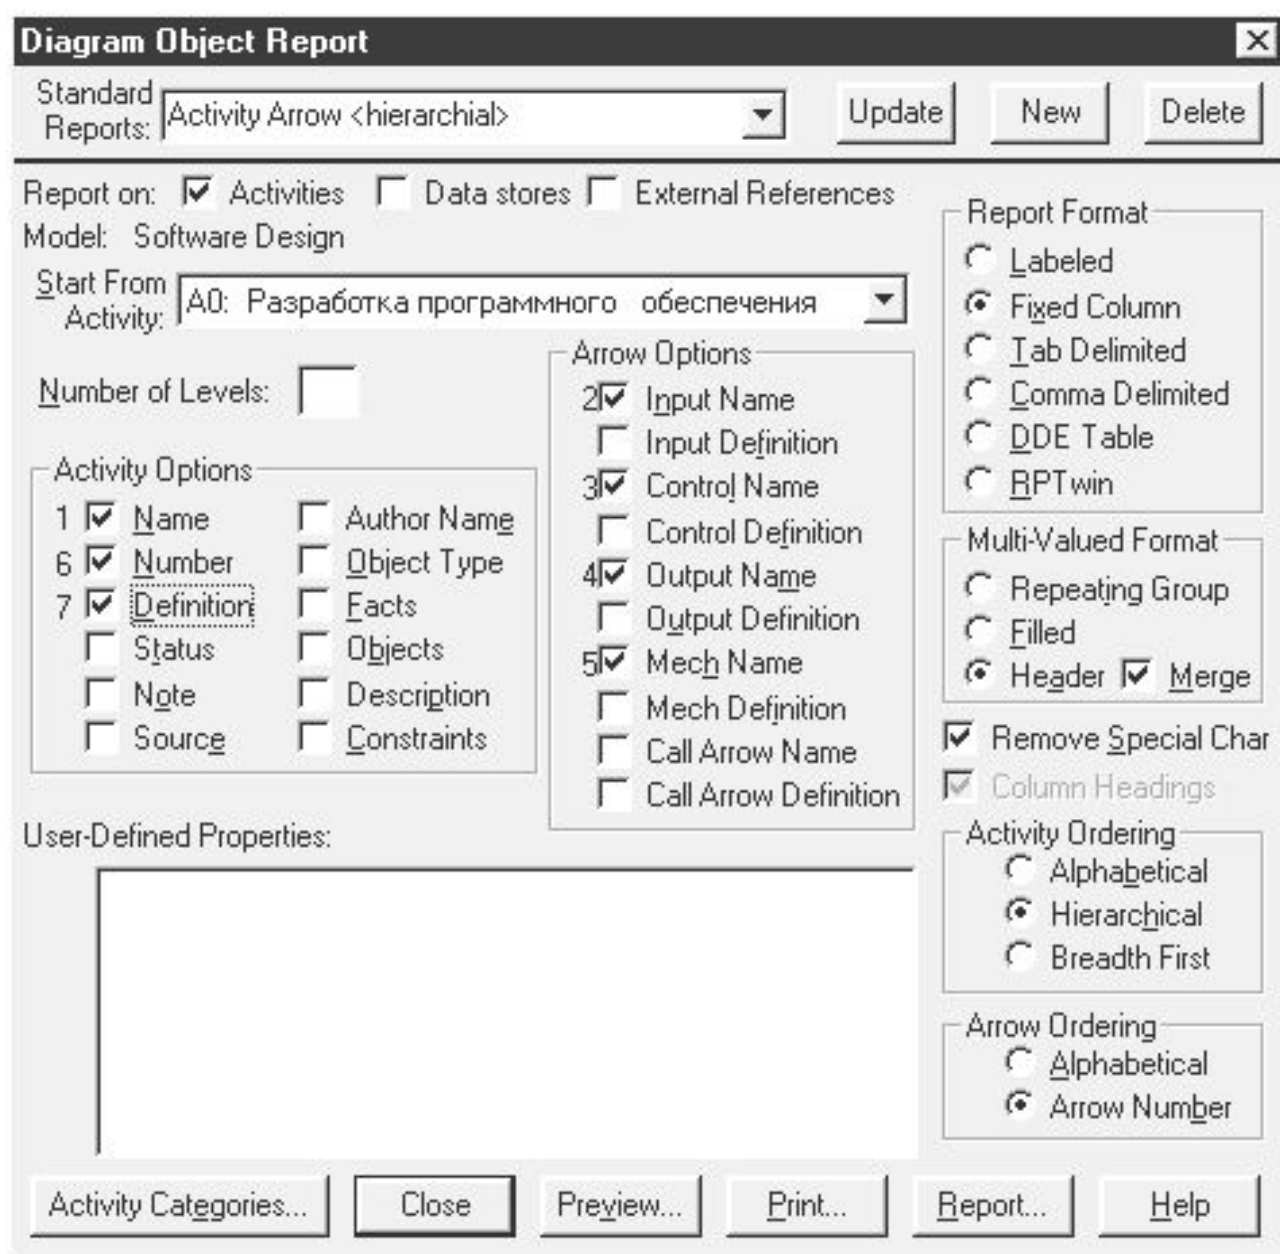 Diagram Object Report
Standard Reports: Activity Arrow <hierarchial> Update New Delete
Report on: Activities Data stores External References
Model: Software Design
Start From Activity: A0: Разработка программного обеспечения
Number of Levels:
Activity Options
1 Name Author Name
6 Number Object Type
7 Definition Facts
Status Objects
Note Description
Source Constraints
Arrow Options
2 Input Name
Input Definition
3 Control Name
Control Definition
4 Output Name
Output Definition
5 Mech Name
Mech Definition
Call Arrow Name
Call Arrow Definition
Report Format
Labeled
Fixed Column
Tab Delimited
Comma Delimited
DDE Table
RPTwin
Multi-Valued Format
Repeating Group
Filled
Header Merge
Remove Special Char
Column Headings
Activity Ordering
Alphabetical
Hierarchical
Breadth First
Arrow Ordering
Alphabetical
Arrow Number
User-Defined Properties:
Activity Categories... Close Preview... Print... Report... Help